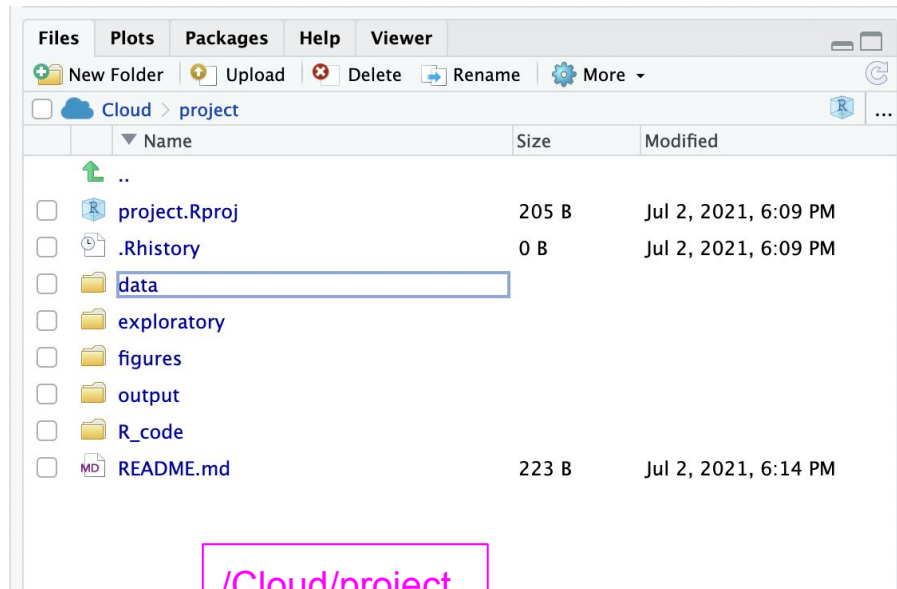 Files Plots Packages Help Viewer
New Folder Upload Delete Rename More
Cloud > project R ...
Name Size Modified
..
R project.Rproj 205 B Jul 2, 2021, 6:09 PM
.Rhistory 0 B Jul 2, 2021, 6:09 PM
data
exploratory
figures
output
R_code
MD README.md 223 B Jul 2, 2021, 6:14 PM
/Cloud/project